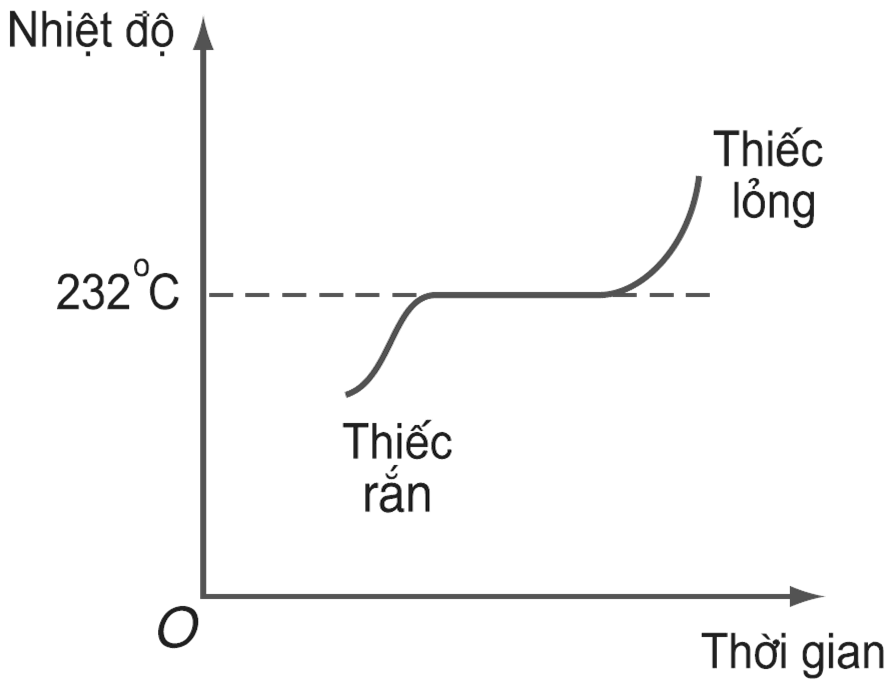 Nhiệt độ
Thiếc
lỏng
232°C
Thiếc
rắn
O
Thời gian